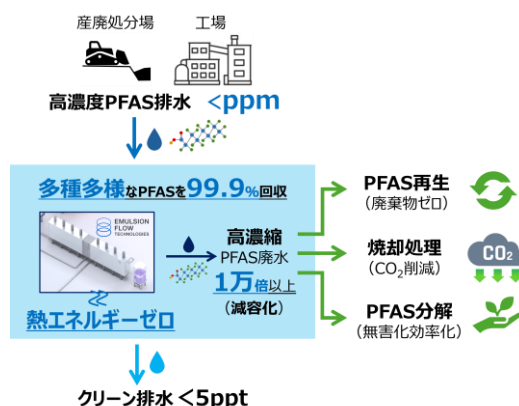 産廃処分場
工場
高濃度PFAS排水 <ppm
多種多様なPFASを99.9%回収
EMULSION
FLOW
TECHNOLOGIES
熱エネルギーゼロ
高濃縮
PFAS廃水
1万倍以上
(減容化)
PFAS再生
(廃棄物ゼロ)
焼却処理
(CO₂削減)
CO₂
PFAS分解
(無害化効率化)
クリーン排水 <5ppt